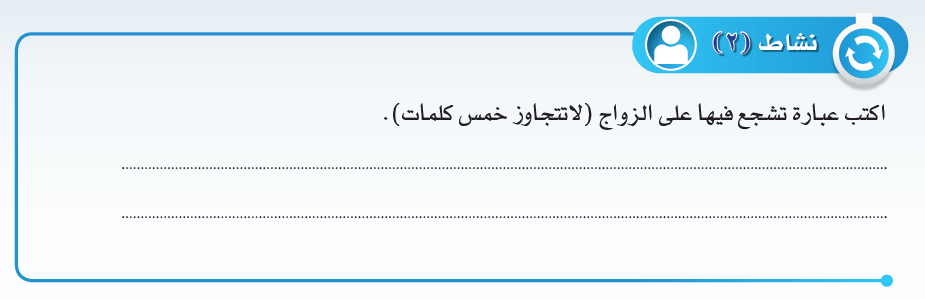 نشاط (٢)
اكتب عبارة تشجع فيها على الزواج (لاتتجاوز خمس كلمات).